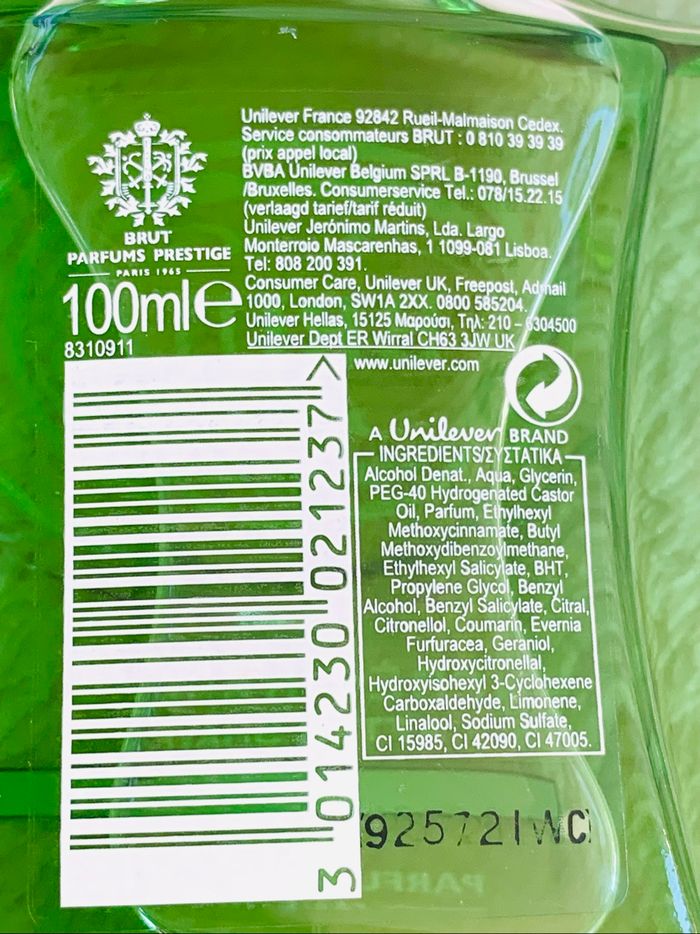 Unilever France 92842 Rueil-Malmaison Cedex.
Service consommateurs BRUT : 0 810 39 39 39
(prix appel local)
BVBA Unilever Belgium SPRL B-1190, Brussel
/Bruxelles. Consumerservice Tel.: 078/15.22.15
(verlaagd tarief/tarif réduit)
Unilever Jerónimo Martins, Lda. Largo
Monterroio Mascarenhas, 1 1099-081 Lisboa.
Tel: 808 200 391.
Consumer Care, Unilever UK, Freepost, Admail
1000, London, SW1A 2XX. 0800 585204.
Unilever Hellas, 15125 Μαρούσι, Τηλ: 210 – 6304500
Unilever Dept ER Wirral CH63 3JW UK
www.unilever.com
BRUT
PARFUMS PRESTIGE
PARIS 1965
100ml e
8310911
3 014230 021237 >
A Unilever BRAND
INGREDIENTS/ΣΥΣΤΑΤΙΚΑ
Alcohol Denat., Aqua, Glycerin,
PEG-40 Hydrogenated Castor
Oil, Parfum, Ethylhexyl
Methoxycinnamate, Butyl
Methoxydibenzoylmethane,
Ethylhexyl Salicylate, BHT,
Propylene Glycol, Benzyl
Alcohol, Benzyl Salicylate, Citral,
Citronellol, Coumarin, Evernia
Furfuracea, Geraniol,
Hydroxycitronellal,
Hydroxyisohexyl 3-Cyclohexene
Carboxaldehyde, Limonene,
Linalool, Sodium Sulfate,
CI 15985, CI 42090, CI 47005.